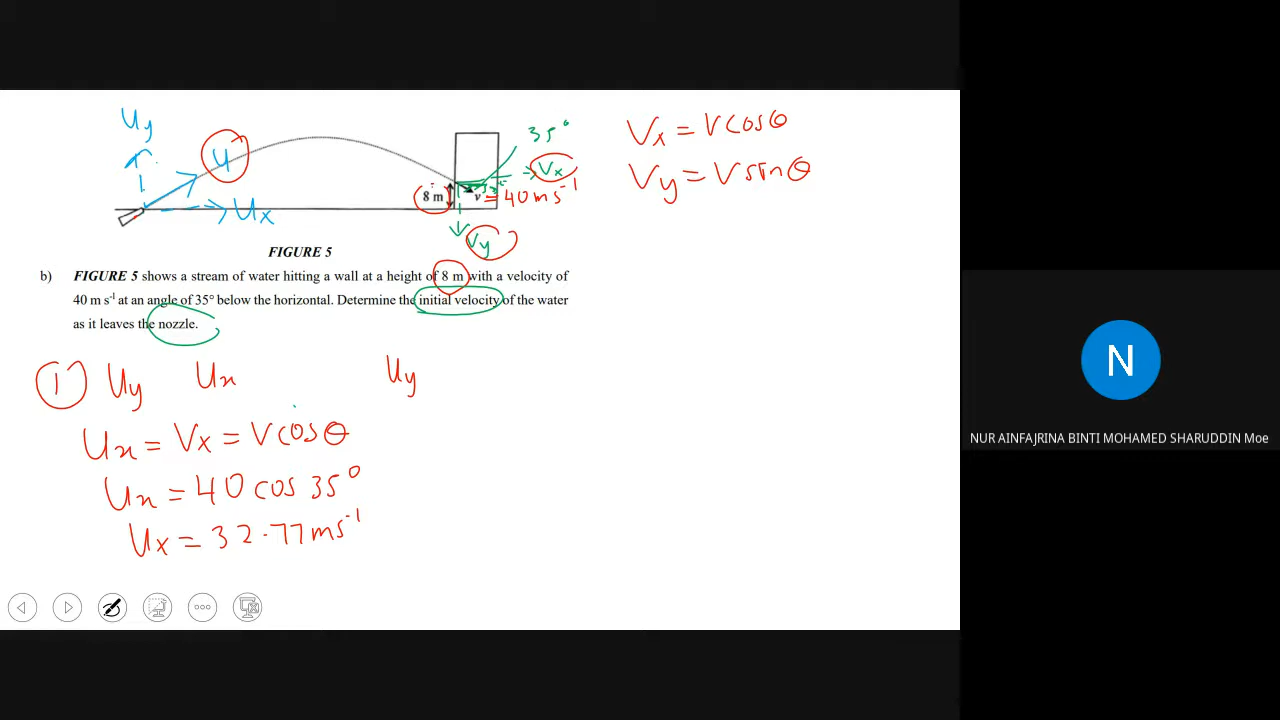 Uy
u
Ux
8 m
35°
Vx
v = 40 ms⁻¹
Vy
Vx = V cos θ
Vy = V sin θ
FIGURE 5
b) FIGURE 5 shows a stream of water hitting a wall at a height of 8 m with a velocity of
40 m s⁻¹ at an angle of 35° below the horizontal. Determine the initial velocity of the water
as it leaves the nozzle.
1 Uy Ux Uy
Ux = Vx = V cos θ
Ux = 40 cos 35°
Ux = 32.77 ms⁻¹
N
NUR AINFAJRINA BINTI MOHAMED SHARUDDIN Moe